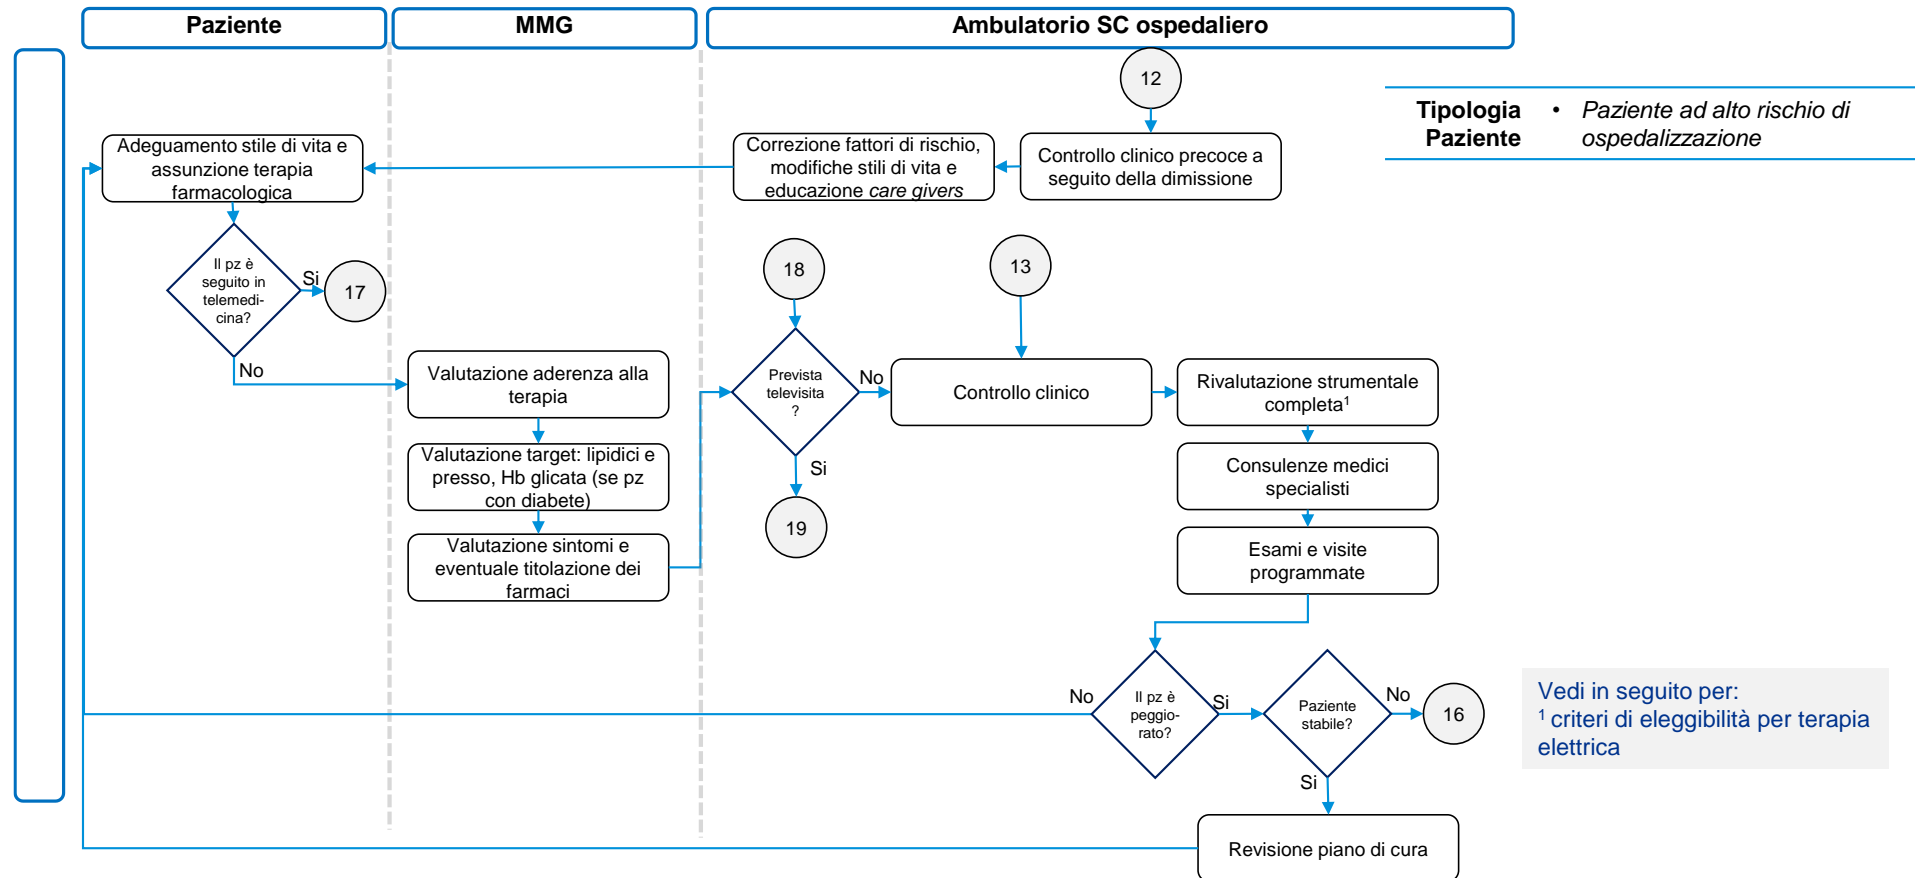 Paziente
MMG
Ambulatorio SC ospedaliero
12
Tipologia
Paziente
• Paziente ad alto rischio di
ospedalizzazione
Adeguamento stile di vita e
assunzione terapia
farmacologica
Correzione fattori di rischio,
modifiche stili di vita e
educazione care givers
Controllo clinico precoce a
seguito della dimissione
Il pz è
seguito in
telemedi-
cina?
Si
17
No
18
13
Valutazione aderenza alla
terapia
Prevista
televisita
?
No
Controllo clinico
Rivalutazione strumentale
completa¹
Valutazione target: lipidici e
presso, Hb glicata (se pz
con diabete)
Si
Consulenze medici
specialisti
19
Valutazione sintomi e
eventuale titolazione dei
farmaci
Esami e visite
programmate
No
Il pz è
peggio-
rato?
Si
Paziente
stabile?
No
16
Si
Vedi in seguito per:
¹ criteri di eleggibilità per terapia
elettrica
Revisione piano di cura